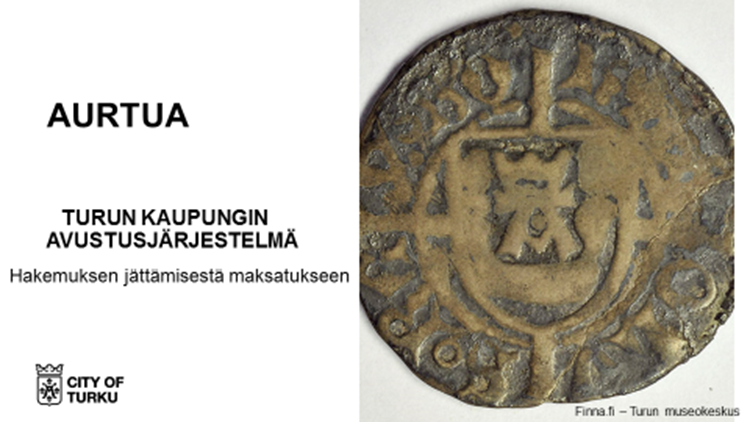 AURTUA
TURUN KAUPUNGIN
AVUSTUSJÄRJESTELMÄ
Hakemuksen jättämisestä maksatukseen
CITY OF
TURKU
Finna.fi – Turun museokeskus